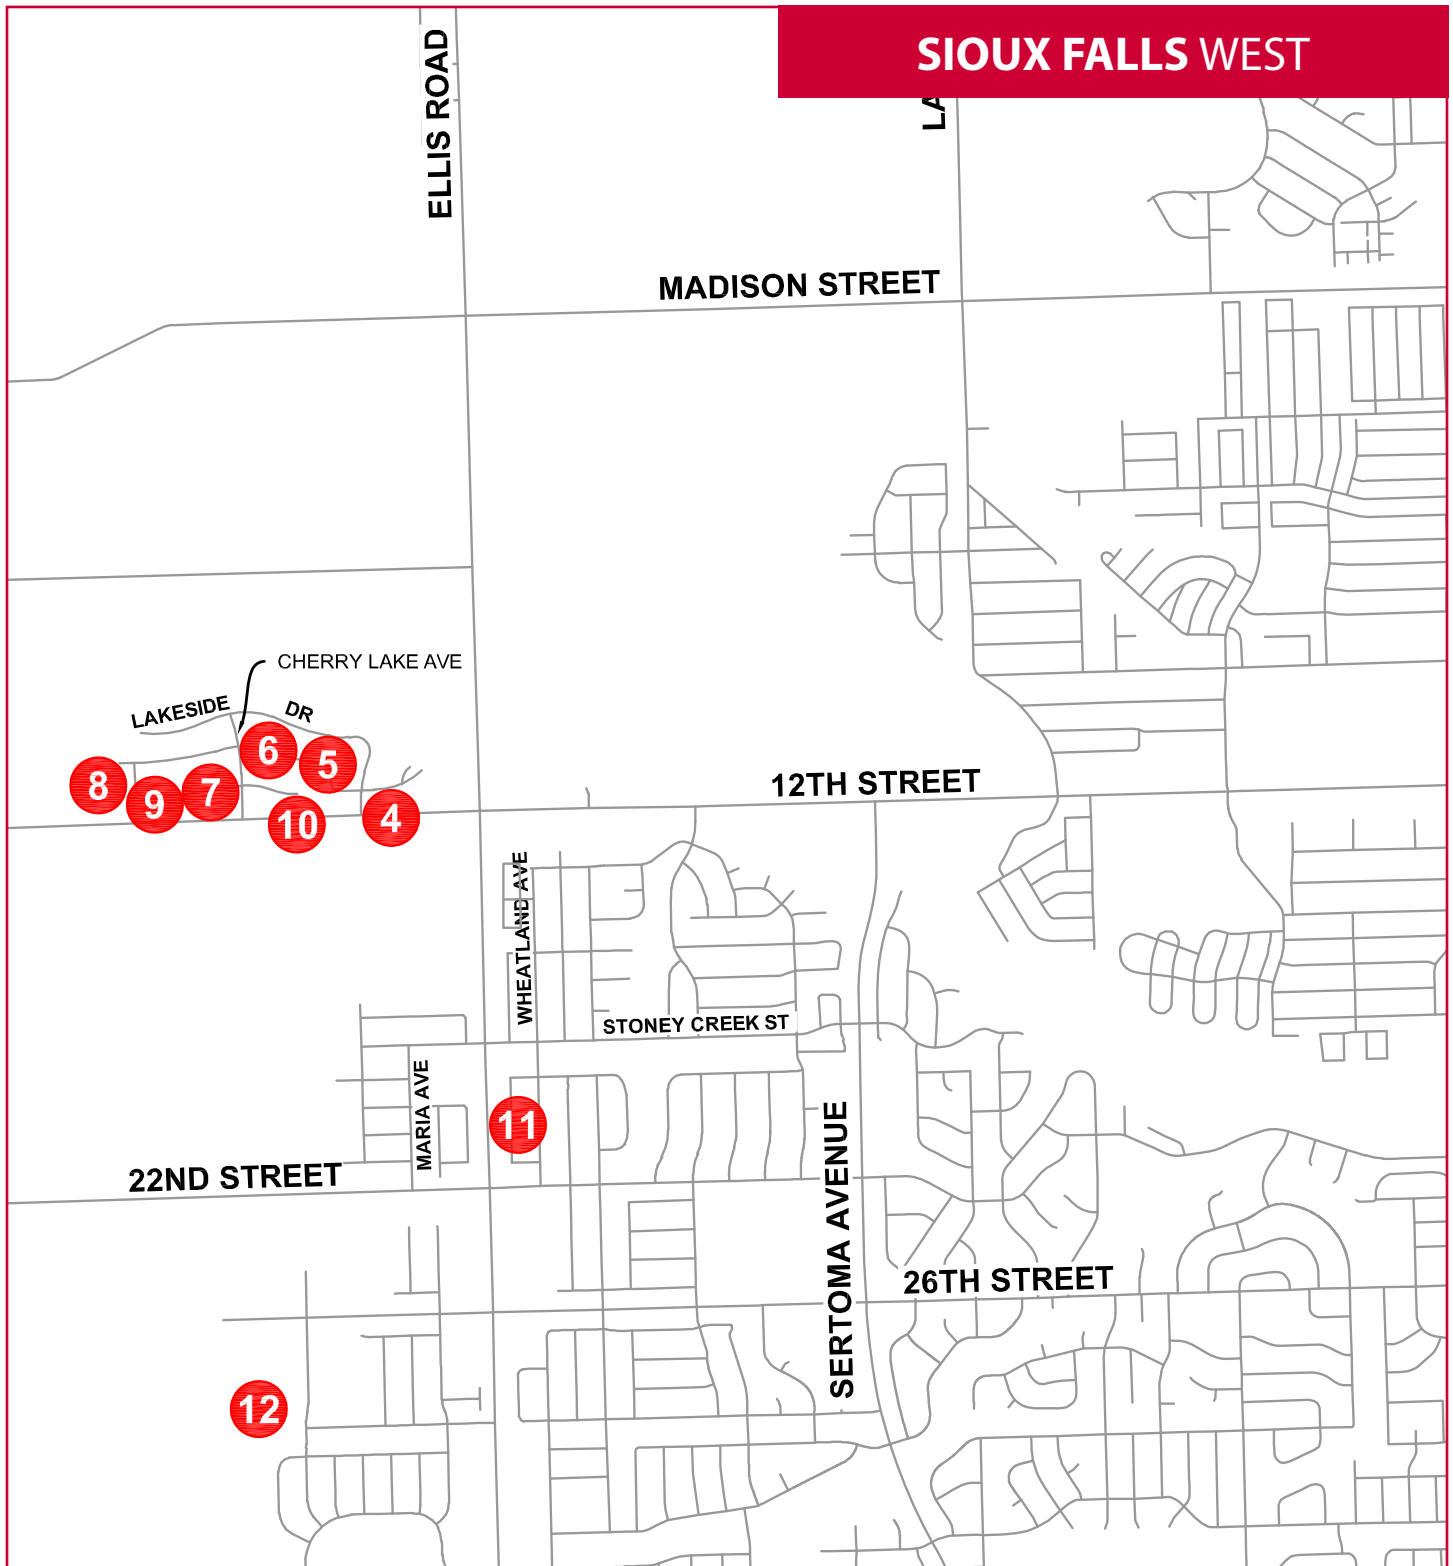 SIOUX FALLS WEST
ELLIS ROAD
LA
MADISON STREET
CHERRY LAKE AVE
LAKESIDE DR
6
5
8
9
7
10
4
12TH STREET
WHEATLAND AVE
STONEY CREEK ST
MARIA AVE
11
22ND STREET
SERTOMA AVENUE
26TH STREET
12